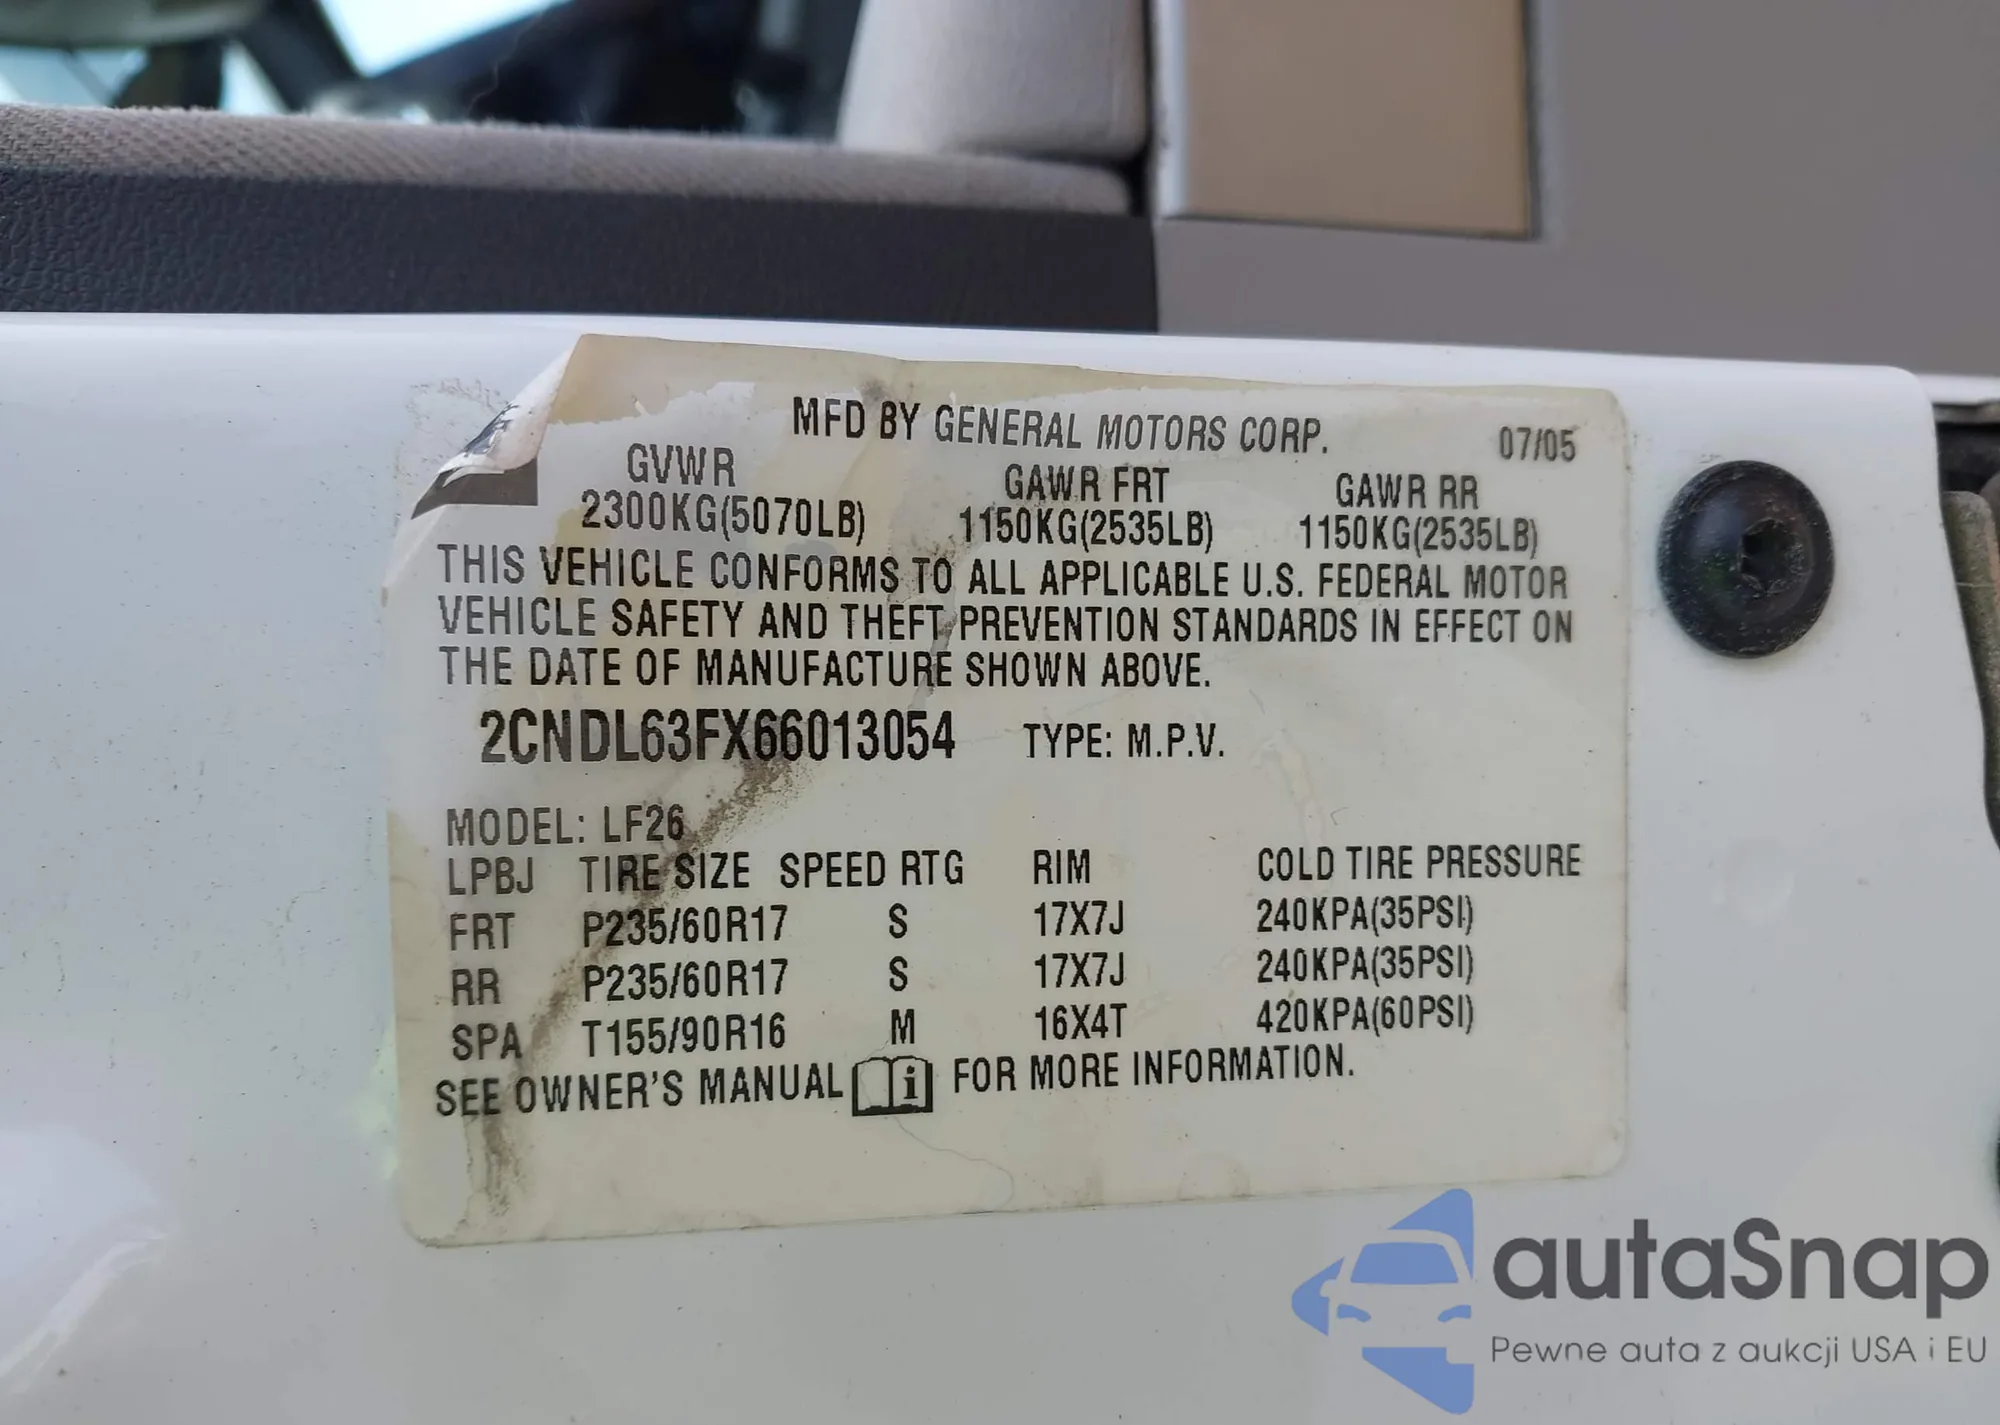 MFD BY GENERAL MOTORS CORP. 07/05
GVWR GAWR FRT GAWR RR
2300KG(5070LB) 1150KG(2535LB) 1150KG(2535LB)
THIS VEHICLE CONFORMS TO ALL APPLICABLE U.S. FEDERAL MOTOR
VEHICLE SAFETY AND THEFT PREVENTION STANDARDS IN EFFECT ON
THE DATE OF MANUFACTURE SHOWN ABOVE.
2CNDL63FX66013054 TYPE: M.P.V.
MODEL: LF26
LPBJ TIRE SIZE SPEED RTG RIM COLD TIRE PRESSURE
FRT P235/60R17 S 17X7J 240KPA(35PSI)
RR P235/60R17 S 17X7J 240KPA(35PSI)
SPA T155/90R16 M 16X4T 420KPA(60PSI)
SEE OWNER'S MANUAL i FOR MORE INFORMATION.
autaSnap
Pewne auta z aukcji USA i EU